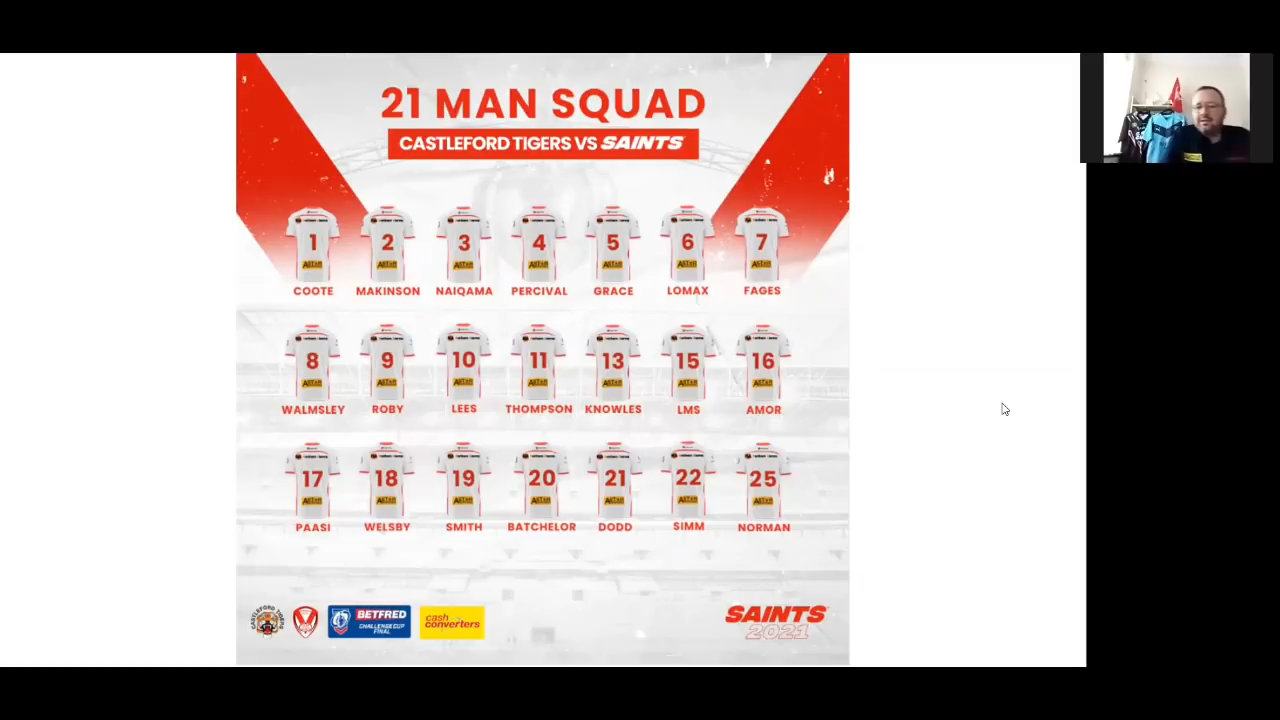 21 MAN SQUAD
CASTLEFORD TIGERS VS SAINTS
1 2 3 4 5 6 7
COOTE MAKINSON NAIQAMA PERCIVAL GRACE LOMAX FAGES
8 9 10 11 13 15 16
WALMSLEY ROBY LEES THOMPSON KNOWLES LMS AMOR
17 18 19 20 21 22 25
PAASI WELSBY SMITH BATCHELOR DODD SIMM NORMAN
CASTLEFORD TIGERS
BETFRED
CHALLENGE CUP
FINAL
cash
converters
SAINTS
2021